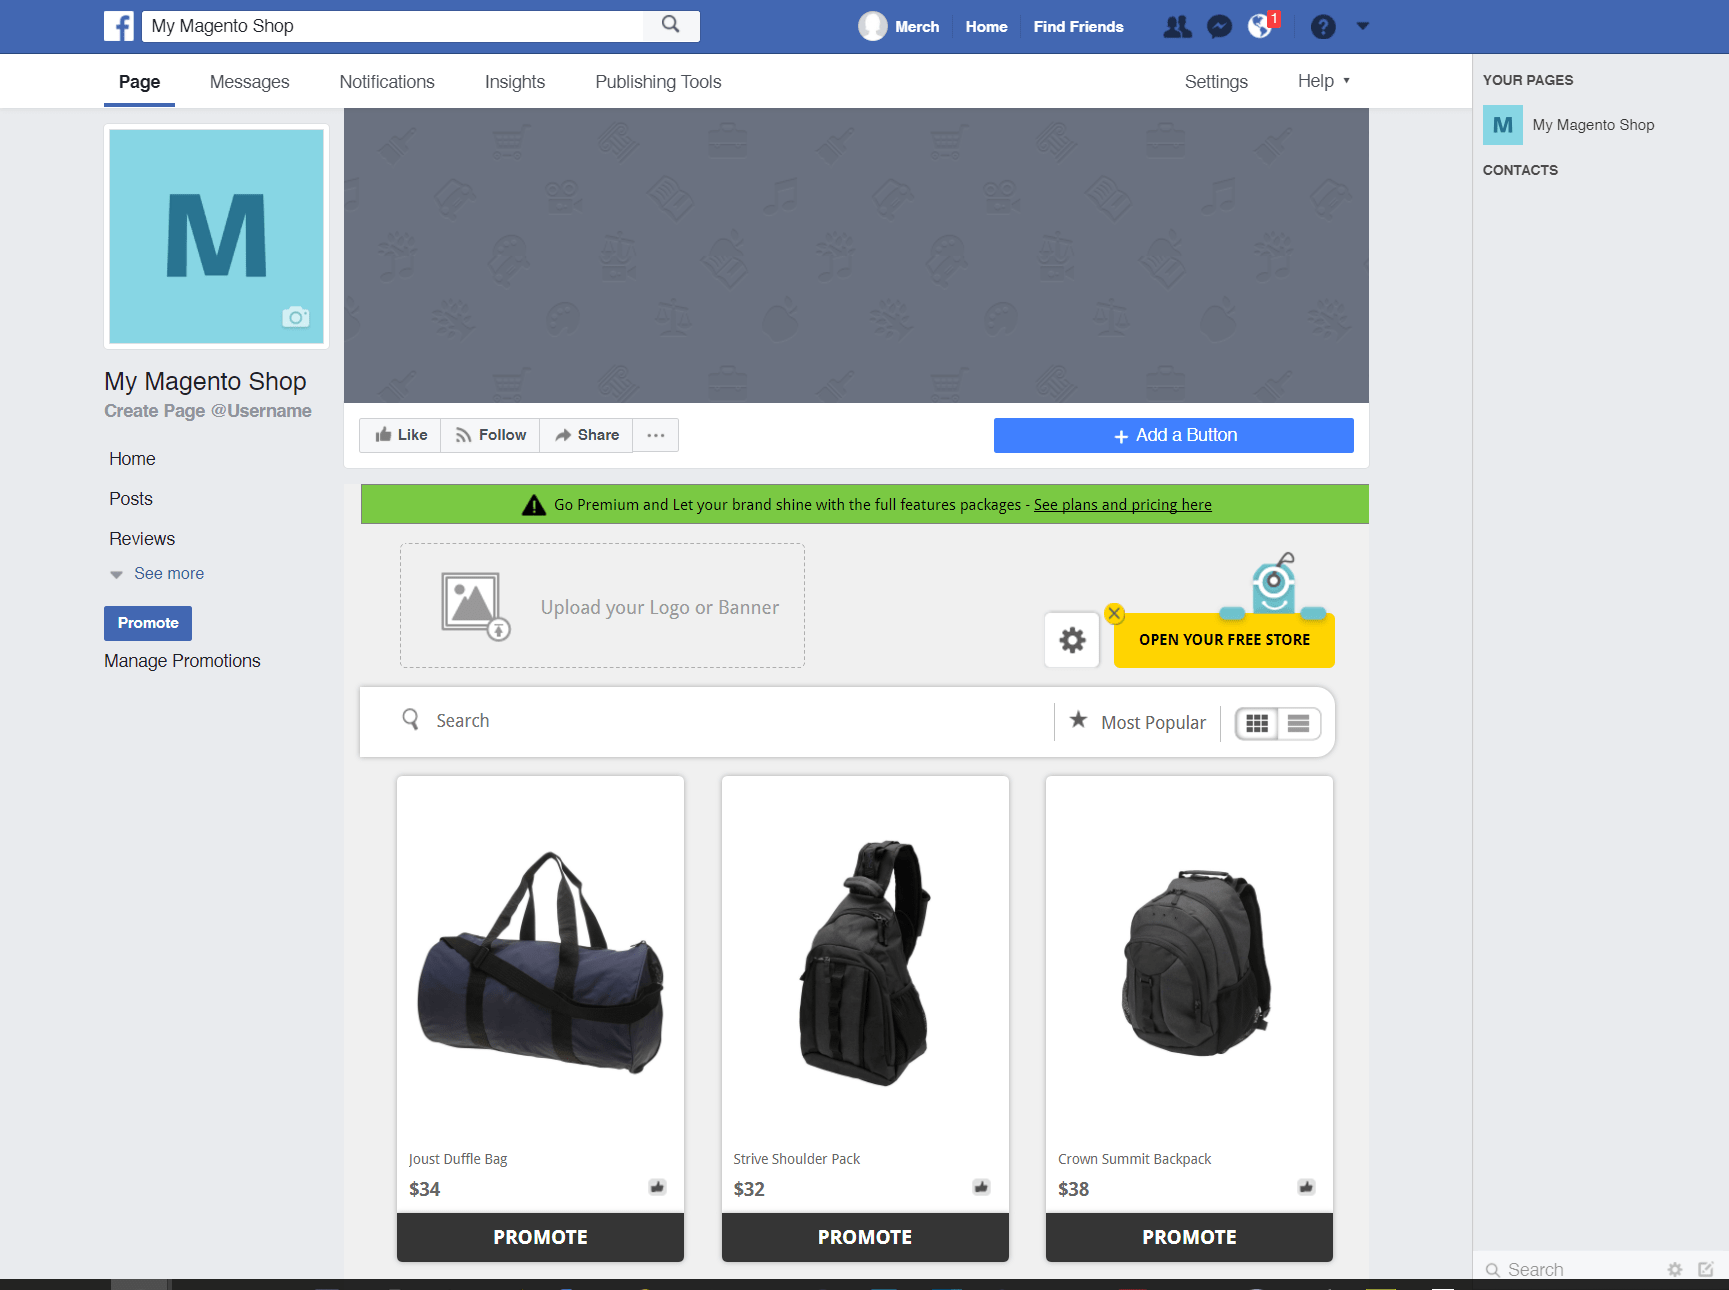 My Magento Shop
Merch
Home
Find Friends
1
?
Page
Messages
Notifications
Insights
Publishing Tools
Settings
Help
YOUR PAGES
M
My Magento Shop
CONTACTS
M
My Magento Shop
Create Page @Username
Home
Posts
Reviews
See more
Promote
Manage Promotions
Like
Follow
Share
...
+ Add a Button
Go Premium and Let your brand shine with the full features packages - See plans and pricing here
Upload your Logo or Banner
OPEN YOUR FREE STORE
Search
Most Popular
Joust Duffle Bag
$34
PROMOTE
Strive Shoulder Pack
$32
PROMOTE
Crown Summit Backpack
$38
PROMOTE
Search